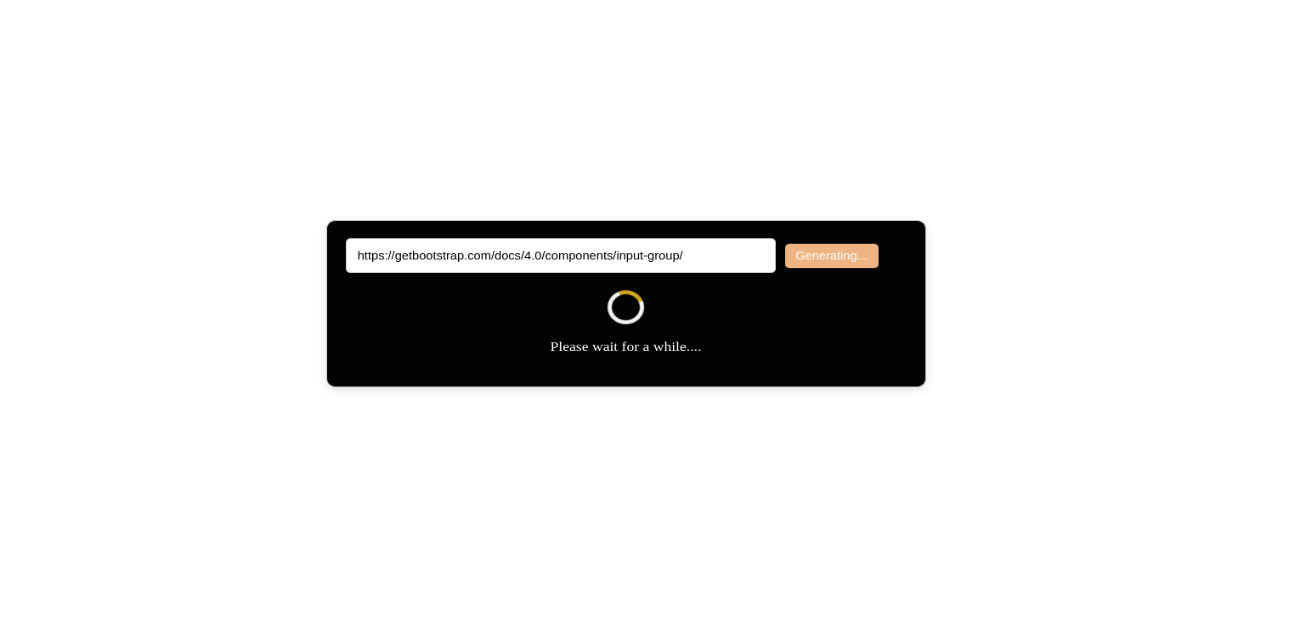 https://getbootstrap.com/docs/4.0/components/input-group/
Generating...
Please wait for a while....